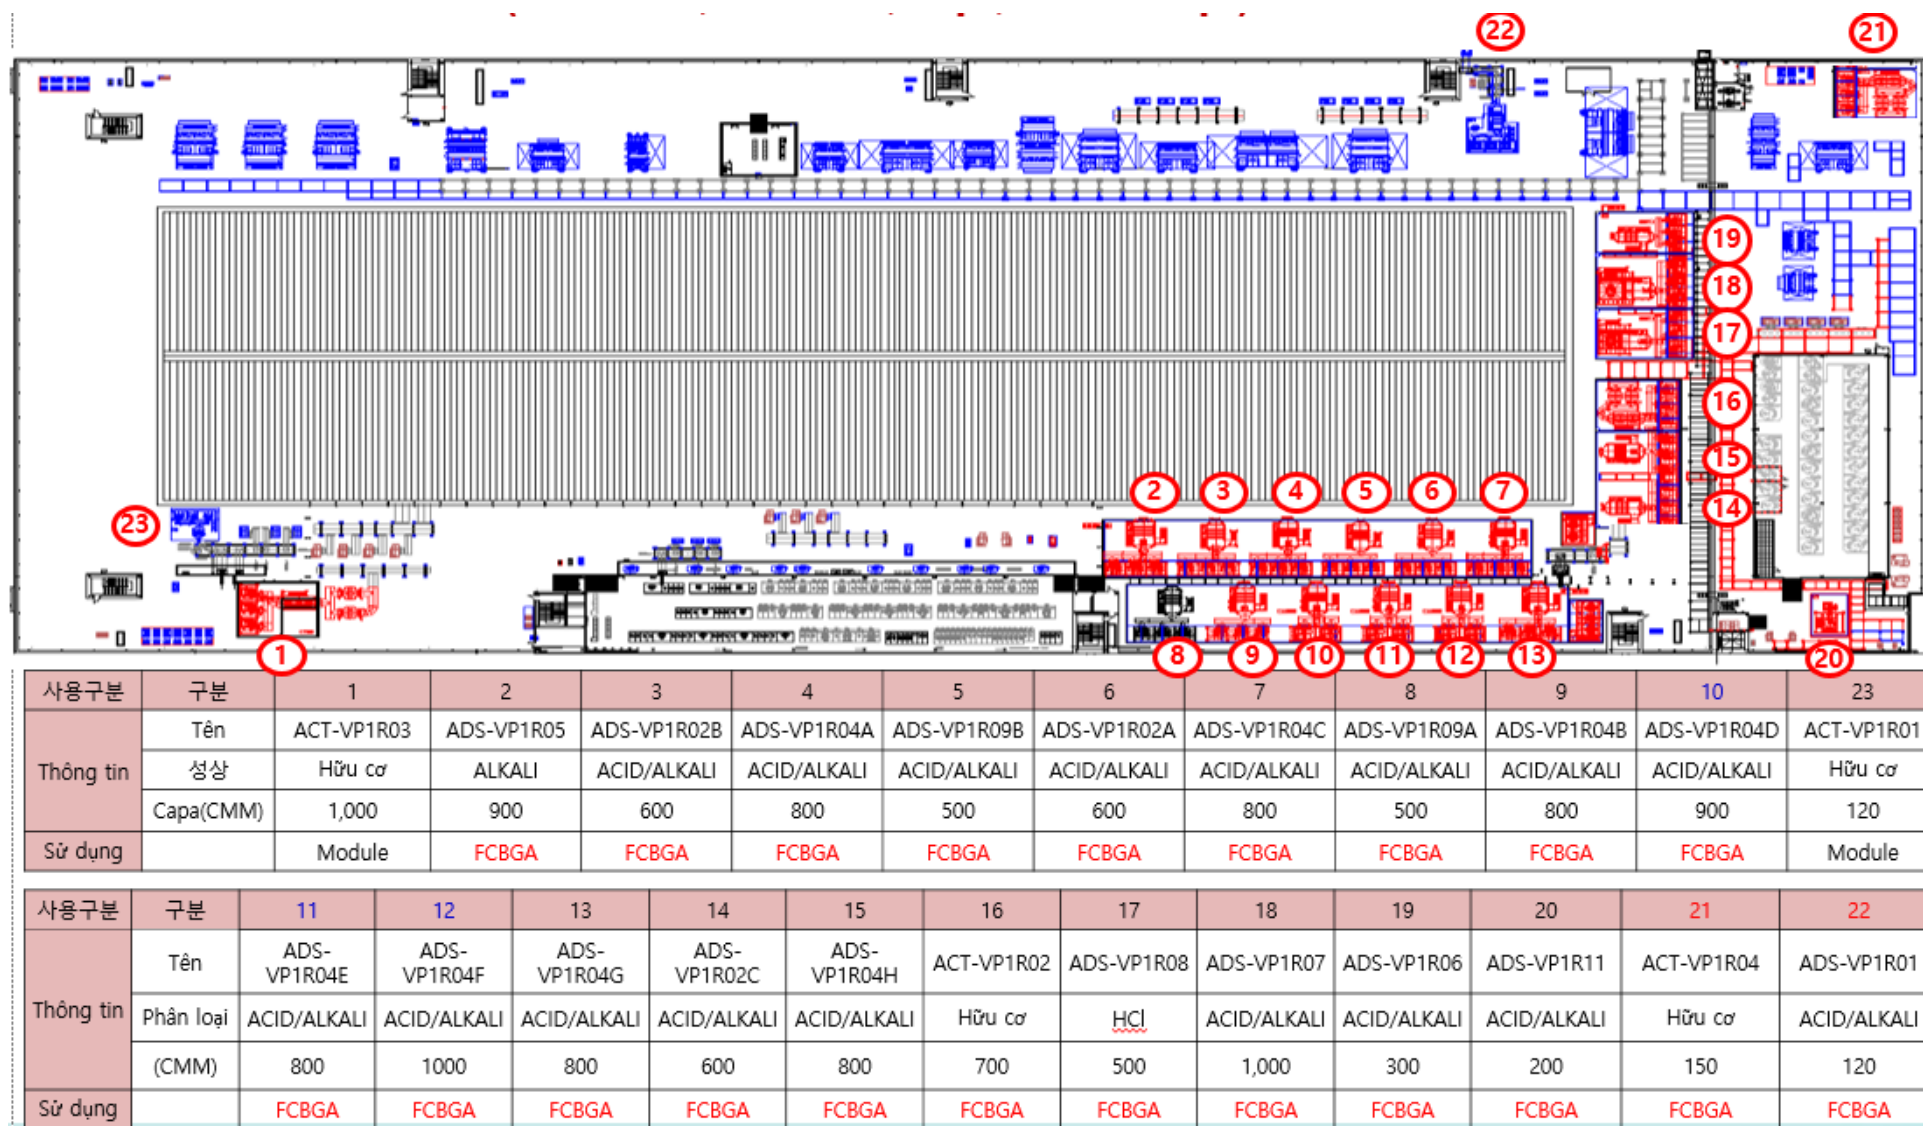 22 21
19
18
17
16
15
14
2 3 4 5 6 7
23
1 8 9 10 11 12 13 20
사용구분 구분 1 2 3 4 5 6 7 8 9 10 23
Thông tin Tên ACT-VP1R03 ADS-VP1R05 ADS-VP1R02B ADS-VP1R04A ADS-VP1R09B ADS-VP1R02A ADS-VP1R04C ADS-VP1R09A ADS-VP1R04B ADS-VP1R04D ACT-VP1R01
성상 Hữu cơ ALKALI ACID/ALKALI ACID/ALKALI ACID/ALKALI ACID/ALKALI ACID/ALKALI ACID/ALKALI ACID/ALKALI ACID/ALKALI Hữu cơ
Capa(CMM) 1,000 900 600 800 500 600 800 500 800 900 120
Sử dụng Module FCBGA FCBGA FCBGA FCBGA FCBGA FCBGA FCBGA FCBGA FCBGA Module
사용구분 구분 11 12 13 14 15 16 17 18 19 20 21 22
Thông tin Tên ADS-VP1R04E ADS-VP1R04F ADS-VP1R04G ADS-VP1R02C ADS-VP1R04H ACT-VP1R02 ADS-VP1R08 ADS-VP1R07 ADS-VP1R06 ADS-VP1R11 ACT-VP1R04 ADS-VP1R01
Phân loại ACID/ALKALI ACID/ALKALI ACID/ALKALI ACID/ALKALI ACID/ALKALI Hữu cơ HCl ACID/ALKALI ACID/ALKALI ACID/ALKALI Hữu cơ ACID/ALKALI
(CMM) 800 1000 800 600 800 700 500 1,000 300 200 150 120
Sử dụng FCBGA FCBGA FCBGA FCBGA FCBGA FCBGA FCBGA FCBGA FCBGA FCBGA FCBGA FCBGA